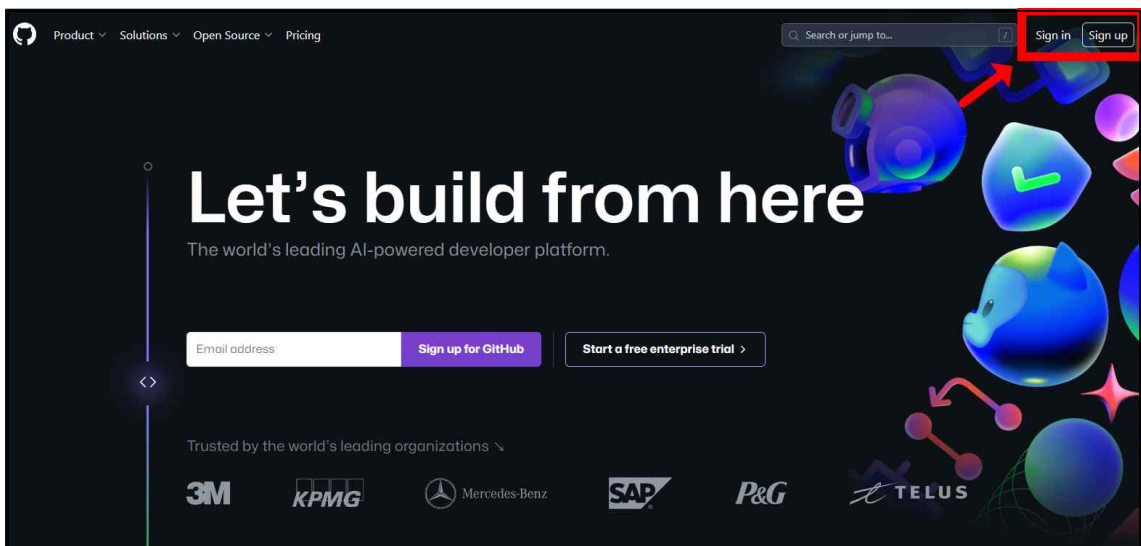 Product Solutions Open Source Pricing Search or jump to... / Sign in Sign up
Let's build from here
The world's leading AI-powered developer platform.
Email address Sign up for GitHub Start a free enterprise trial >
<>
Trusted by the world's leading organizations ↘
3M KPMG Mercedes-Benz SAP P&G TELUS